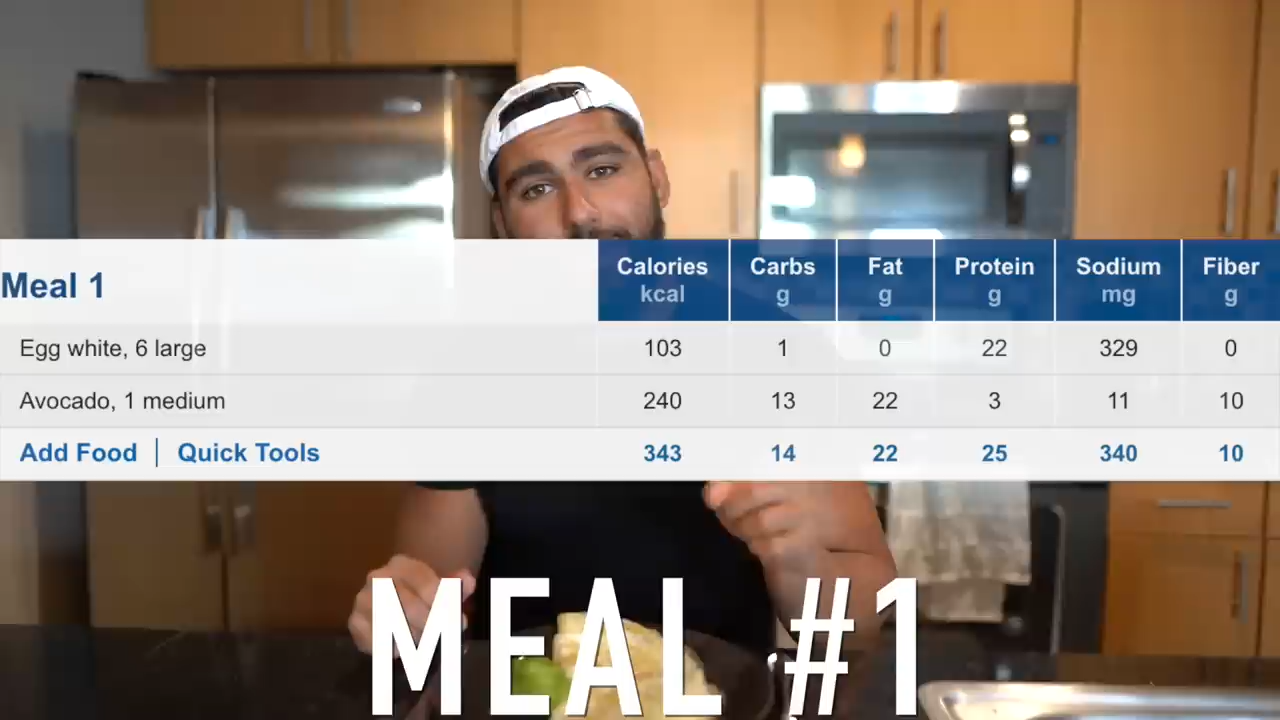 Meal 1 Calories Carbs Fat Protein Sodium Fiber
kcal g g g mg g
Egg white, 6 large 103 1 0 22 329 0
Avocado, 1 medium 240 13 22 3 11 10
Add Food | Quick Tools 343 14 22 25 340 10
MEAL #1